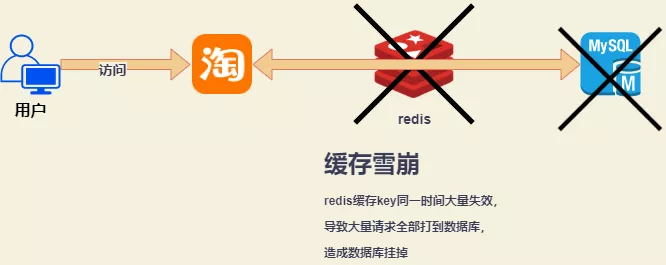 访问
淘
MySQL
M
用户
redis
缓存雪崩
redis缓存key同一时间大量失效，
导致大量请求全部打到数据库，
造成数据库挂掉